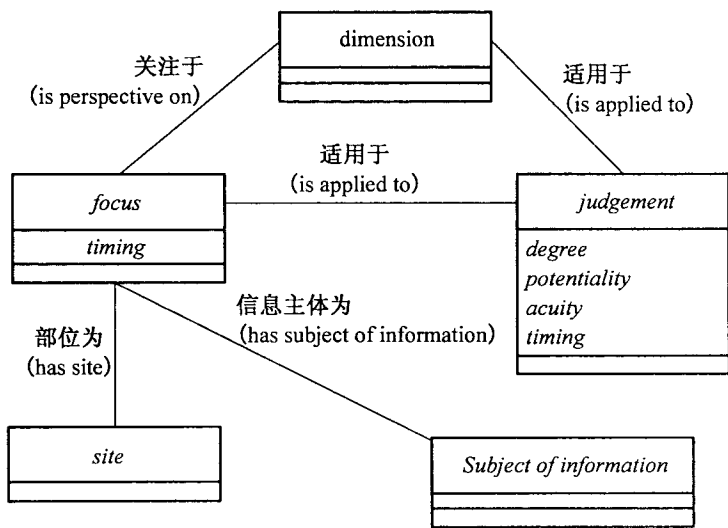 dimension
关注于
(is perspective on)
适用于
(is applied to)
适用于
(is applied to)
focus
timing
judgement
degree
potentiality
acuity
timing
信息主体为
(has subject of information)
部位为
(has site)
site
Subject of information